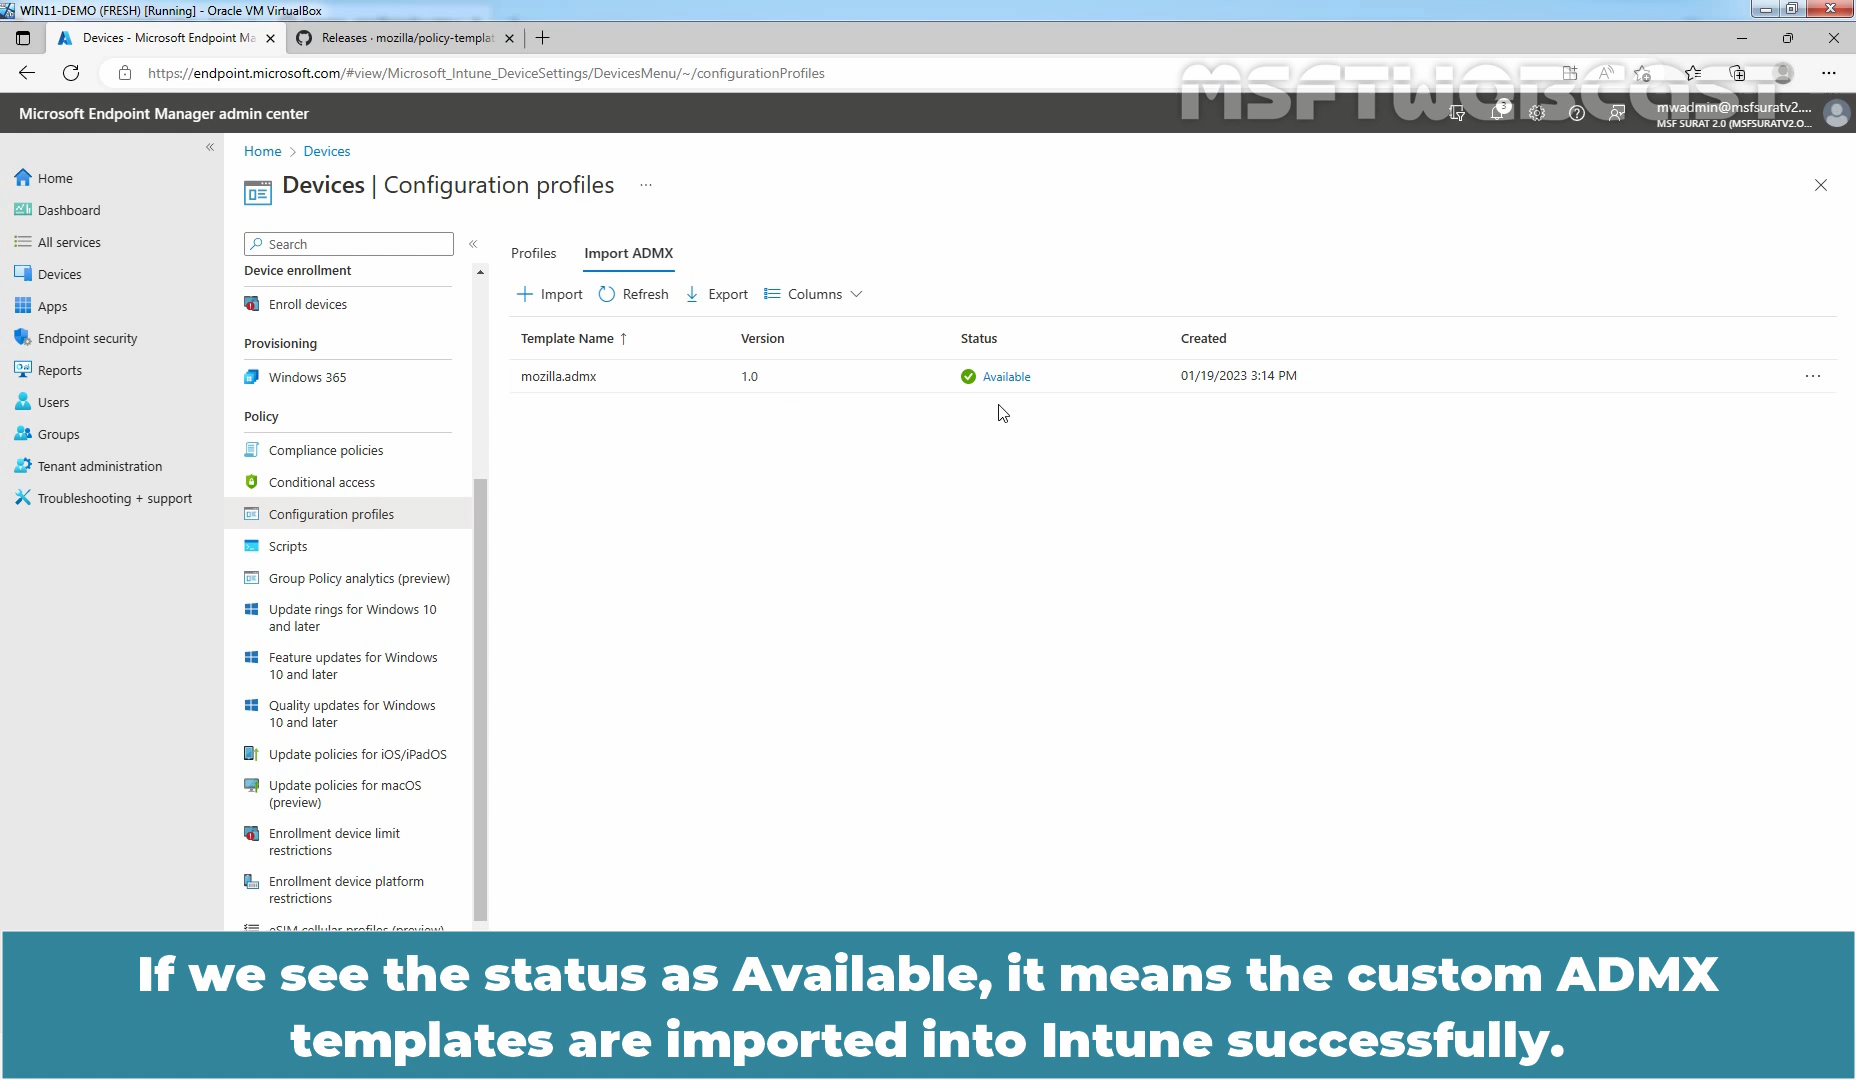 WIN11-DEMO (FRESH) [Running] - Oracle VM VirtualBox
Devices - Microsoft Endpoint Ma
Releases · mozilla/policy-templat
https://endpoint.microsoft.com/#view/Microsoft_Intune_DeviceSettings/DevicesMenu/~/configurationProfiles
MSFTWEBCAST
Microsoft Endpoint Manager admin center
3
mwadmin@msfsuratv2....
MSF SURAT 2.0 (MSFSURATV2.O...
Home > Devices
Devices | Configuration profiles ...
Home
Dashboard
All services
Devices
Apps
Endpoint security
Reports
Users
Groups
Tenant administration
Troubleshooting + support
Search
Device enrollment
Enroll devices
Provisioning
Windows 365
Policy
Compliance policies
Conditional access
Configuration profiles
Scripts
Group Policy analytics (preview)
Update rings for Windows 10
and later
Feature updates for Windows
10 and later
Quality updates for Windows
10 and later
Update policies for iOS/iPadOS
Update policies for macOS
(preview)
Enrollment device limit
restrictions
Enrollment device platform
restrictions
eSIM cellular profiles (preview)
Profiles Import ADMX
Import Refresh Export Columns
Template Name ↑ Version Status Created
mozilla.admx 1.0 Available 01/19/2023 3:14 PM ...
If we see the status as Available, it means the custom ADMX
templates are imported into Intune successfully.